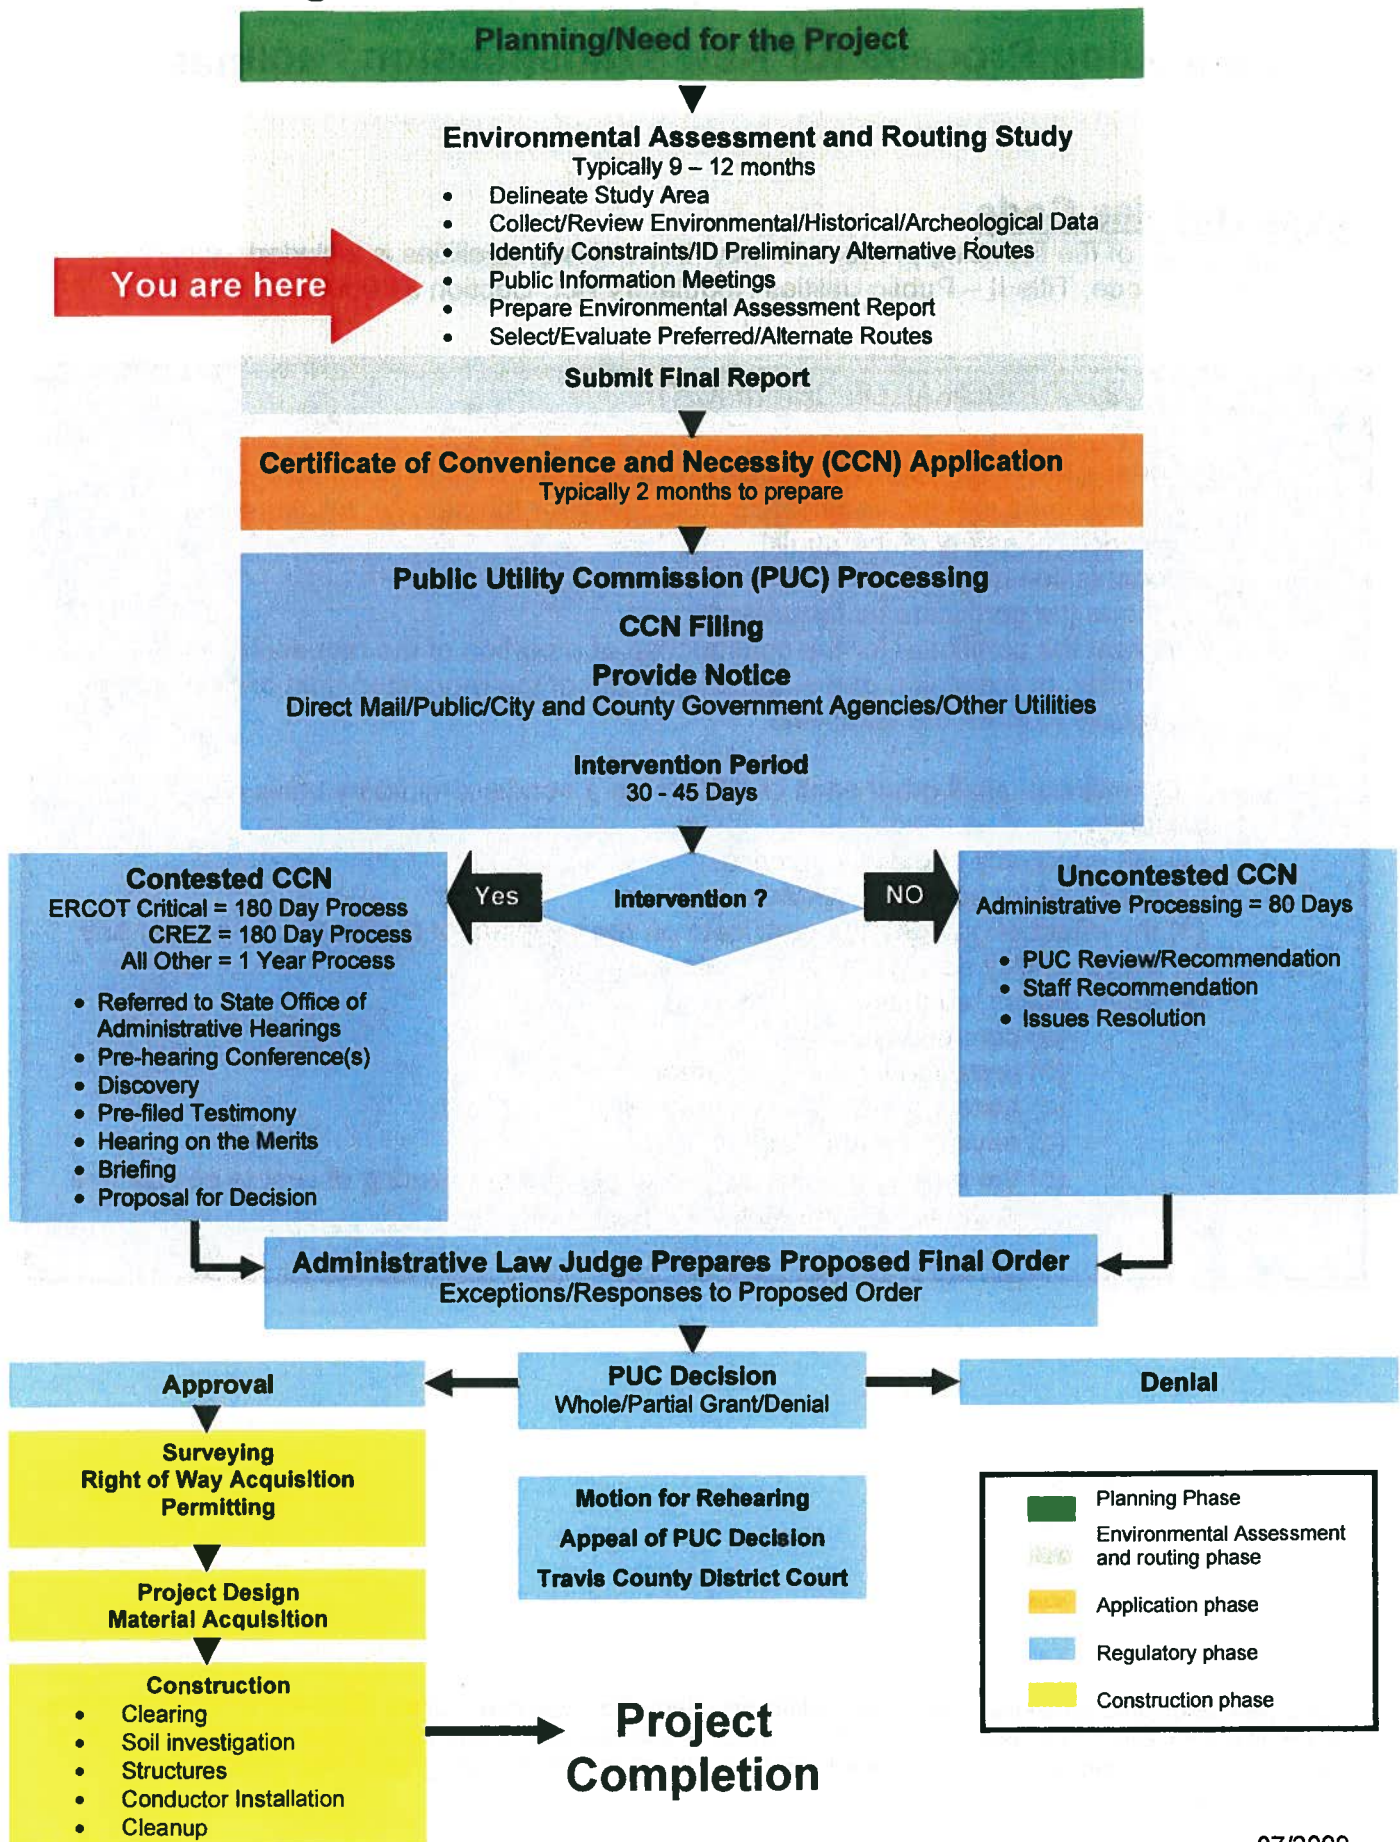 Planning/Need for the Project
Environmental Assessment and Routing Study
Typically 9 – 12 months
• Delineate Study Area
• Collect/Review Environmental/Historical/Archeological Data
• Identify Constraints/ID Preliminary Alternative Routes
• Public Information Meetings
• Prepare Environmental Assessment Report
• Select/Evaluate Preferred/Alternate Routes
Submit Final Report
You are here
Certificate of Convenience and Necessity (CCN) Application
Typically 2 months to prepare
Public Utility Commission (PUC) Processing
CCN Filing
Provide Notice
Direct Mail/Public/City and County Government Agencies/Other Utilities
Intervention Period
30 - 45 Days
Contested CCN
ERCOT Critical = 180 Day Process
CREZ = 180 Day Process
All Other = 1 Year Process
• Referred to State Office of
Administrative Hearings
• Pre-hearing Conference(s)
• Discovery
• Pre-filed Testimony
• Hearing on the Merits
• Briefing
• Proposal for Decision
Yes
Intervention ?
NO
Uncontested CCN
Administrative Processing = 80 Days
• PUC Review/Recommendation
• Staff Recommendation
• Issues Resolution
Administrative Law Judge Prepares Proposed Final Order
Exceptions/Responses to Proposed Order
Approval
PUC Decision
Whole/Partial Grant/Denial
Denial
Surveying
Right of Way Acquisition
Permitting
Motion for Rehearing
Appeal of PUC Decision
Travis County District Court
Project Design
Material Acquisition
Construction
• Clearing
• Soil investigation
• Structures
• Conductor Installation
• Cleanup
Project
Completion
Planning Phase
Environmental Assessment
and routing phase
Application phase
Regulatory phase
Construction phase